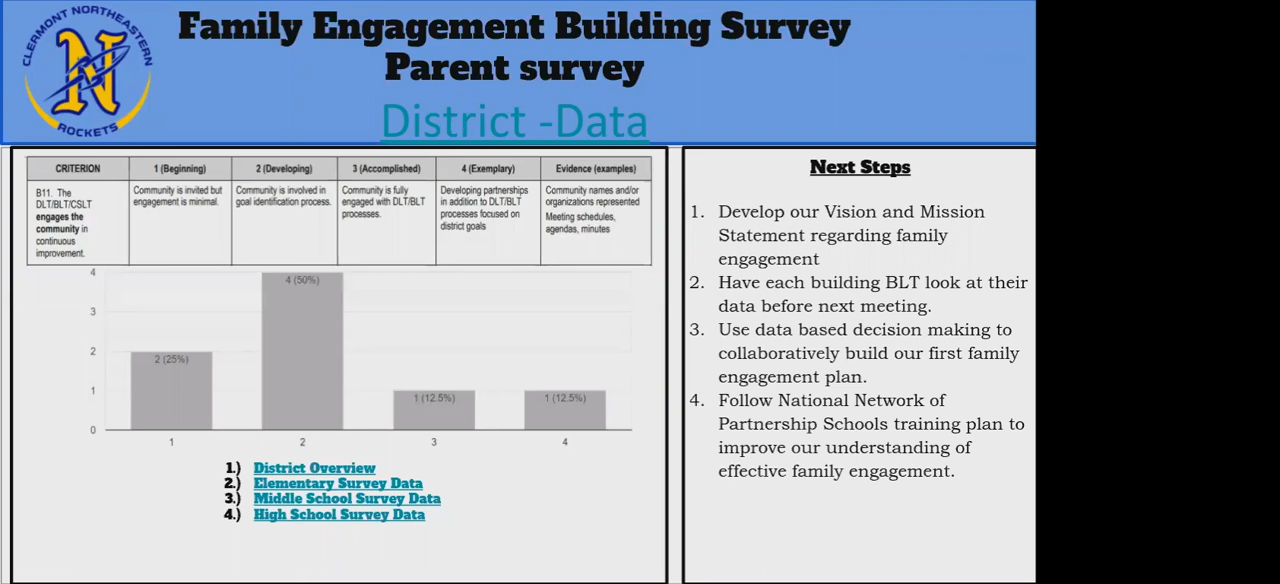 CLERMONT NORTHEASTERN
N
ROCKETS
Family Engagement Building Survey
Parent survey
District -Data
CRITERION 1 (Beginning) 2 (Developing) 3 (Accomplished) 4 (Exemplary) Evidence (examples)
B11. The
DLT/BLT/CSLT
engages the
community in
continuous
improvement.
Community is invited but
engagement is minimal.
Community is involved in
goal identification process.
Community is fully
engaged with DLT/BLT
processes.
Developing partnerships
in addition to DLT/BLT
processes focused on
district goals
Community names and/or
organizations represented
Meeting schedules,
agendas, minutes
4
3
2
1
0
2 (25%)
4 (50%)
1 (12.5%)
1 (12.5%)
1 2 3 4
1.) District Overview
2.) Elementary Survey Data
3.) Middle School Survey Data
4.) High School Survey Data
Next Steps
1. Develop our Vision and Mission
Statement regarding family
engagement
2. Have each building BLT look at their
data before next meeting.
3. Use data based decision making to
collaboratively build our first family
engagement plan.
4. Follow National Network of
Partnership Schools training plan to
improve our understanding of
effective family engagement.